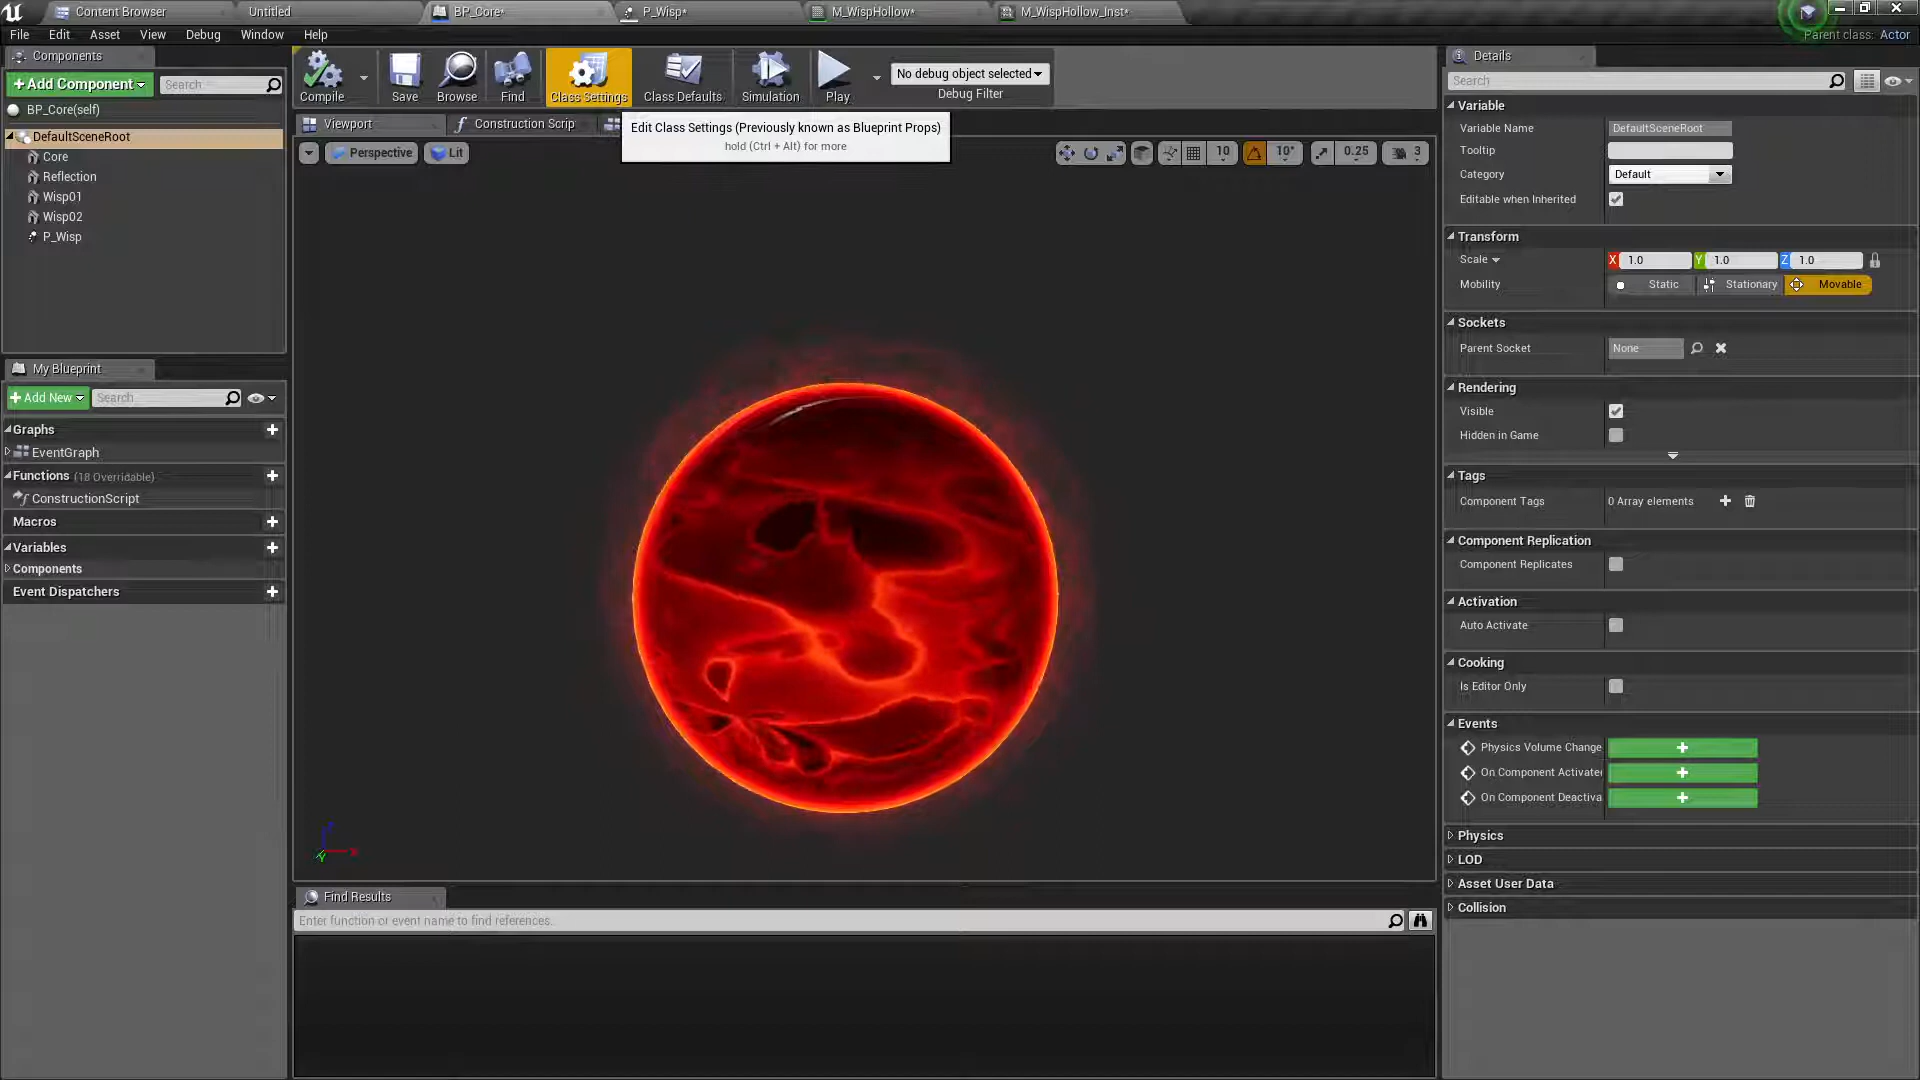 Content Browser
Untitled
BP_Core*
P_Wisp*
M_WispHollow*
M_WispHollow_Inst*
File Edit Asset View Debug Window Help
Parent class: Actor
Components
Add Component
Search
BP_Core(self)
DefaultSceneRoot
Core
Reflection
Wisp01
Wisp02
P_Wisp
My Blueprint
Add New
Search
Graphs
EventGraph
Functions (18 Overridable)
ConstructionScript
Macros
Variables
Components
Event Dispatchers
Compile
Save
Browse
Find
Class Settings
Class Defaults
Simulation
Play
No debug object selected
Debug Filter
Viewport
Construction Scrip
Edit Class Settings (Previously known as Blueprint Props)
hold (Ctrl + Alt) for more
Perspective
Lit
10
10°
0.25
3
Find Results
Enter function or event name to find references.
Details
Search
Variable
Variable Name DefaultSceneRoot
Tooltip
Category Default
Editable when Inherited
Transform
Scale X 1.0 Y 1.0 Z 1.0
Mobility Static Stationary Movable
Sockets
Parent Socket None
Rendering
Visible
Hidden in Game
Tags
Component Tags 0 Array elements
Component Replication
Component Replicates
Activation
Auto Activate
Cooking
Is Editor Only
Events
Physics Volume Change
On Component Activate
On Component Deactiva
Physics
LOD
Asset User Data
Collision